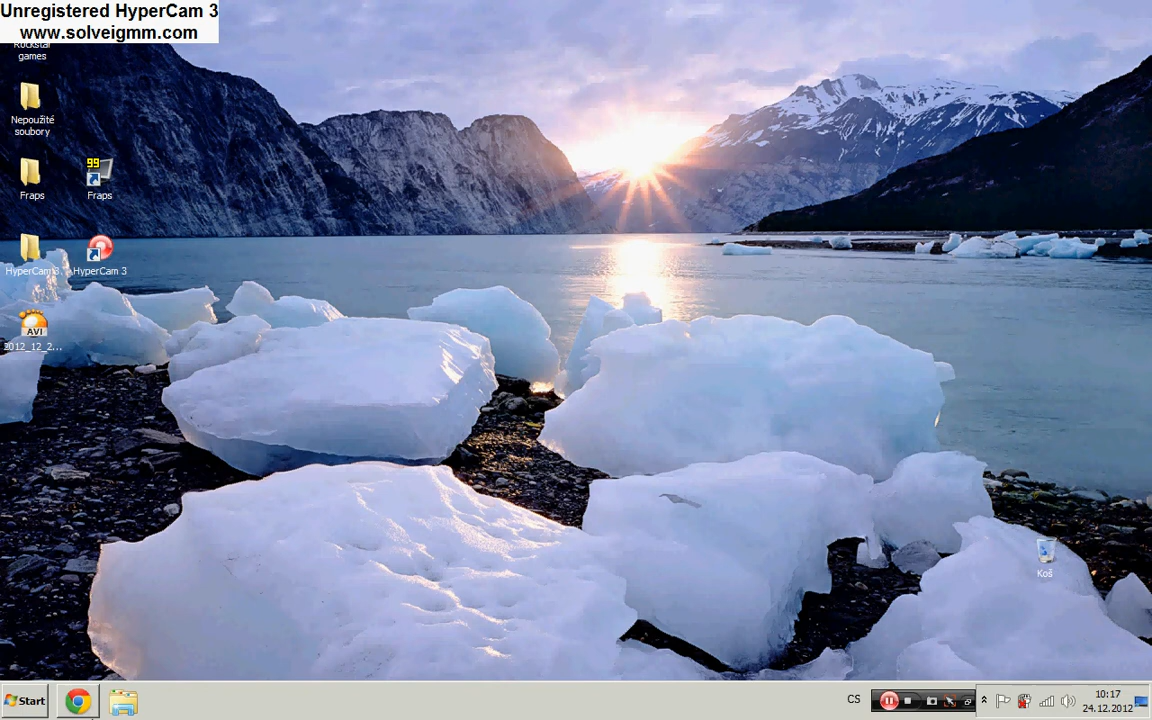 Unregistered HyperCam 3
www.solveigmm.com
Rockstar
games
Nepoužité
soubory
99
Fraps
Fraps
HyperCam 3
HyperCam 3
AVI
2012_12_2...
Koš
Start
CS
10:17
24.12.2012